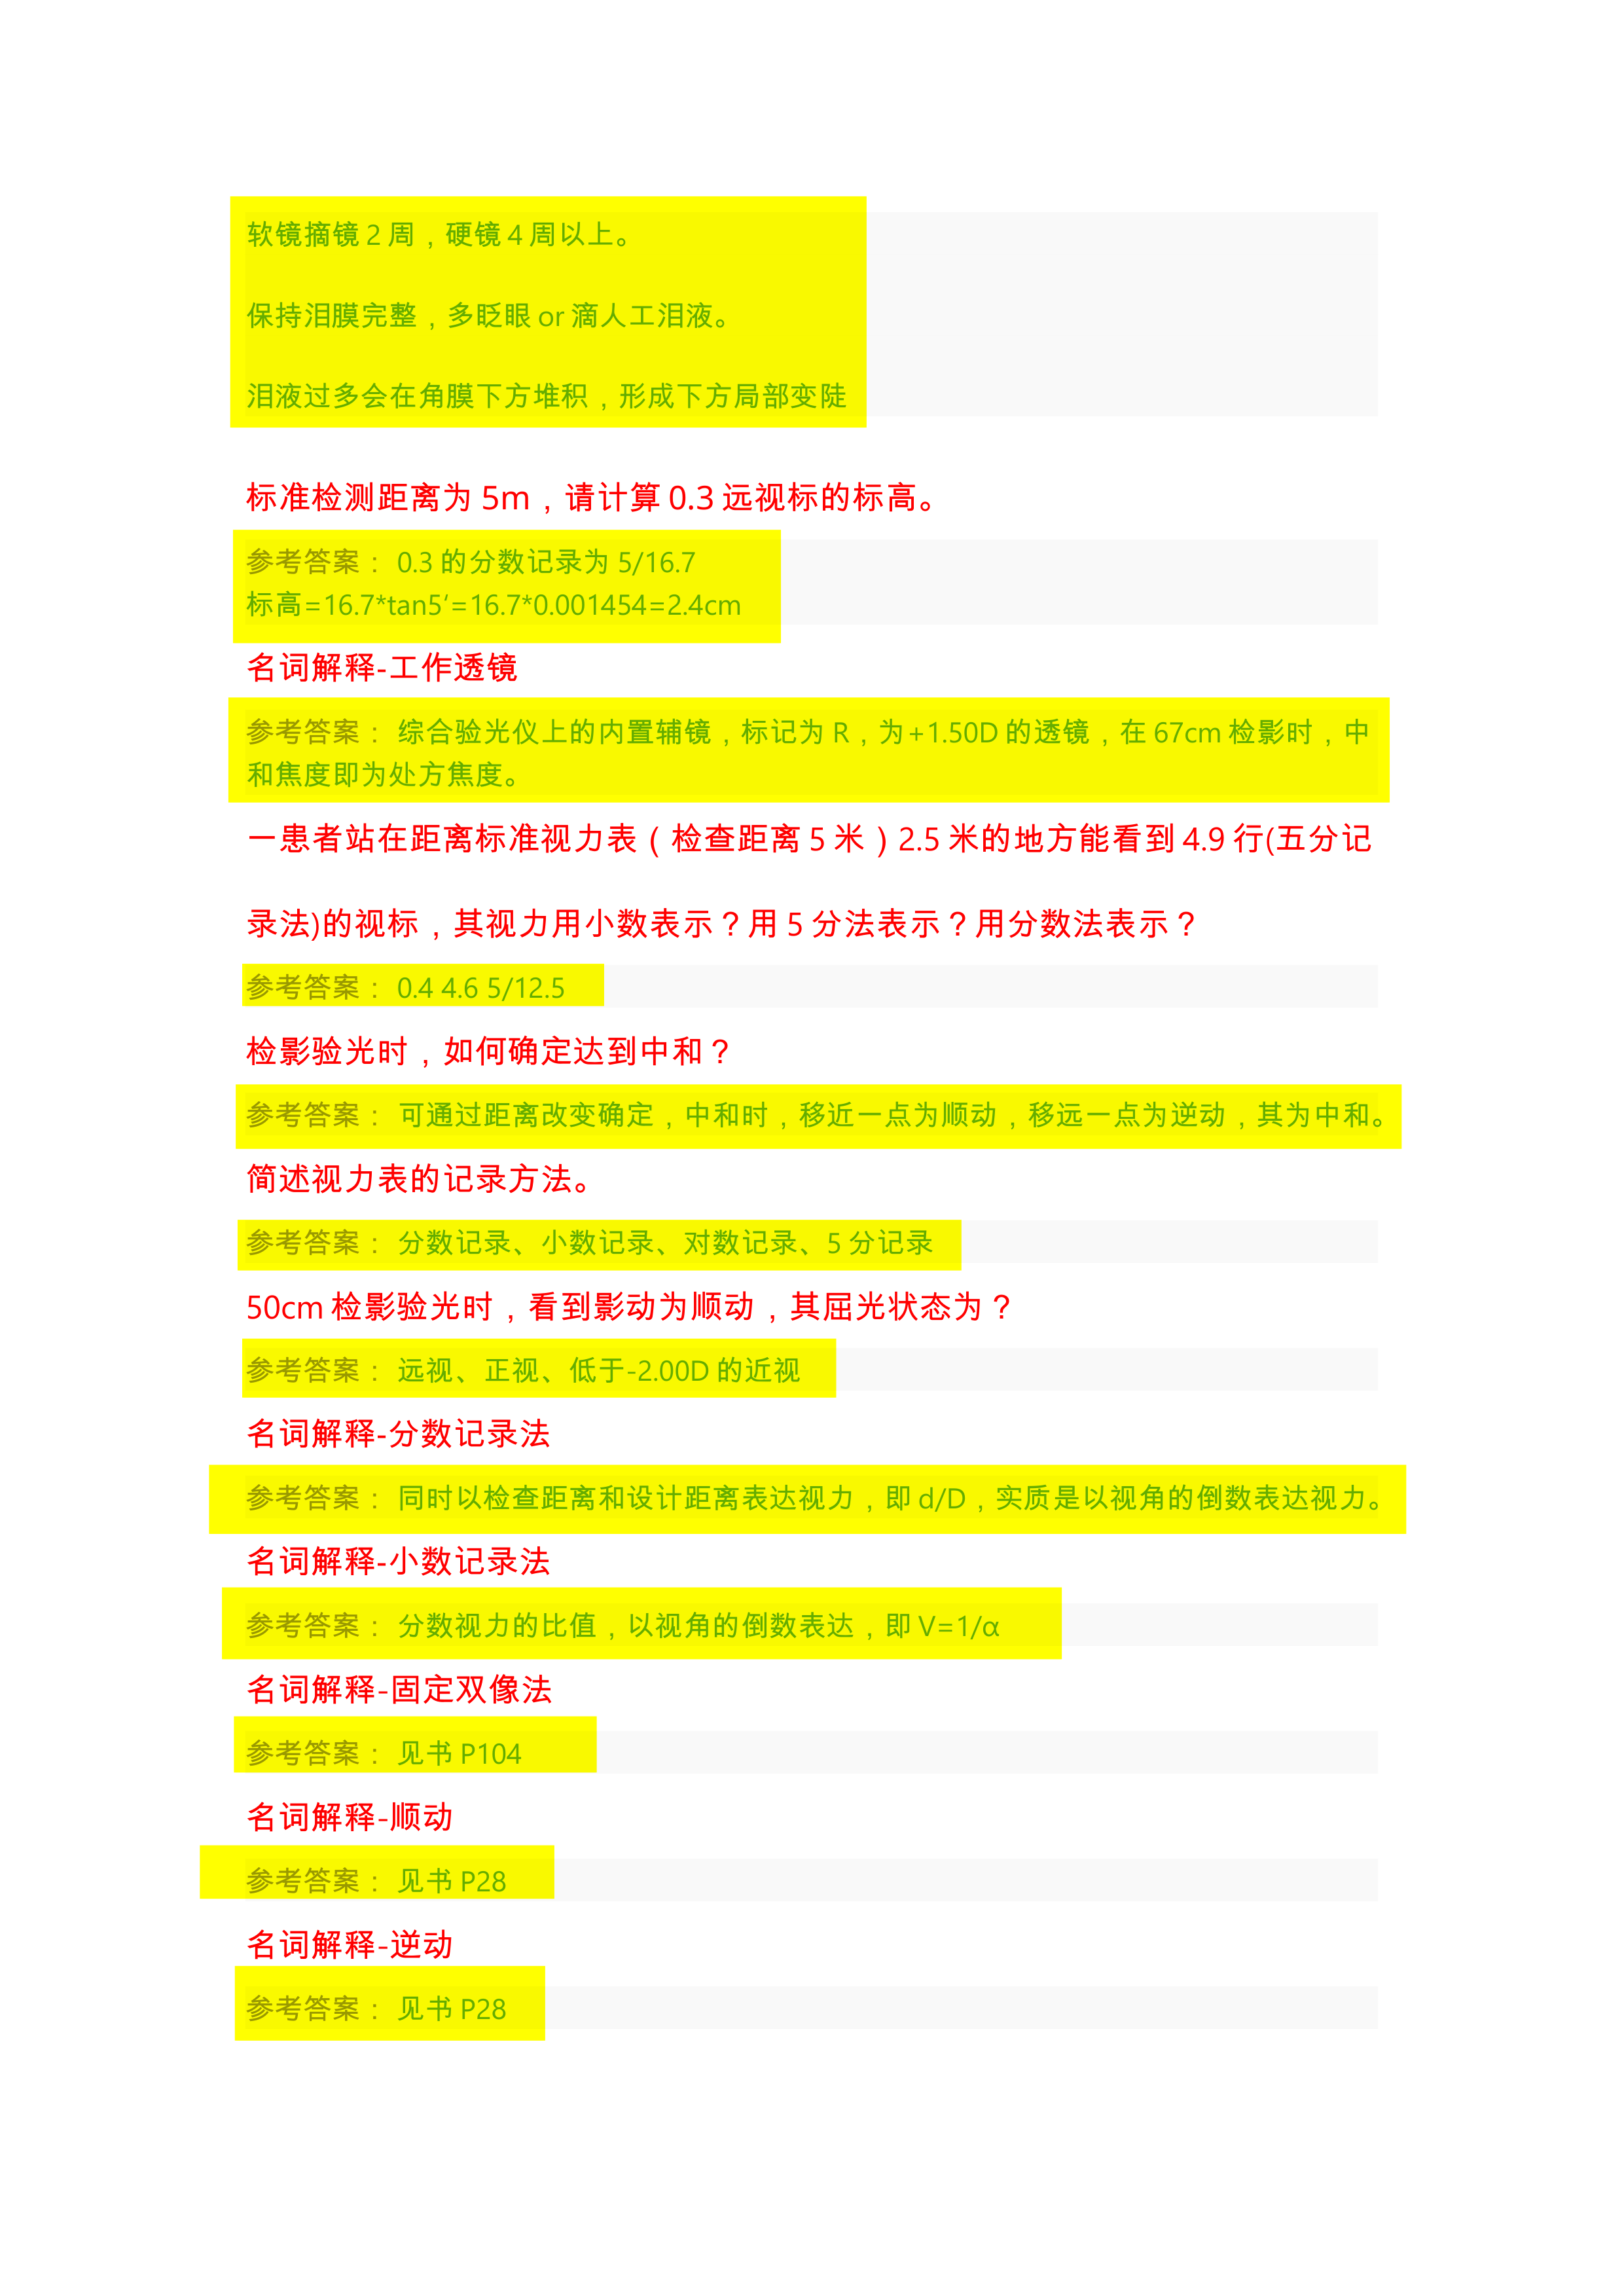 软镜摘镜 2 周，硬镜 4 周以上。
保持泪膜完整，多眨眼 or 滴人工泪液。
泪液过多会在角膜下方堆积，形成下方局部变陡
标准检测距离为 5m，请计算 0.3 远视标的标高。
参考答案： 0.3 的分数记录为 5/16.7
标高=16.7*tan5‘=16.7*0.001454=2.4cm
名词解释-工作透镜
参考答案： 综合验光仪上的内置辅镜，标记为 R，为+1.50D 的透镜，在 67cm 检影时，中
和焦度即为处方焦度。
一患者站在距离标准视力表（检查距离 5 米）2.5 米的地方能看到 4.9 行(五分记
录法)的视标，其视力用小数表示？用 5 分法表示？用分数法表示？
参考答案： 0.4 4.6 5/12.5
检影验光时，如何确定达到中和？
参考答案： 可通过距离改变确定，中和时，移近一点为顺动，移远一点为逆动，其为中和。
简述视力表的记录方法。
参考答案： 分数记录、小数记录、对数记录、5 分记录
50cm 检影验光时，看到影动为顺动，其屈光状态为？
参考答案： 远视、正视、低于-2.00D 的近视
名词解释-分数记录法
参考答案： 同时以检查距离和设计距离表达视力，即 d/D，实质是以视角的倒数表达视力。
名词解释-小数记录法
参考答案： 分数视力的比值，以视角的倒数表达，即 V=1/α
名词解释-固定双像法
参考答案： 见书 P104
名词解释-顺动
参考答案： 见书 P28
名词解释-逆动
参考答案： 见书 P28